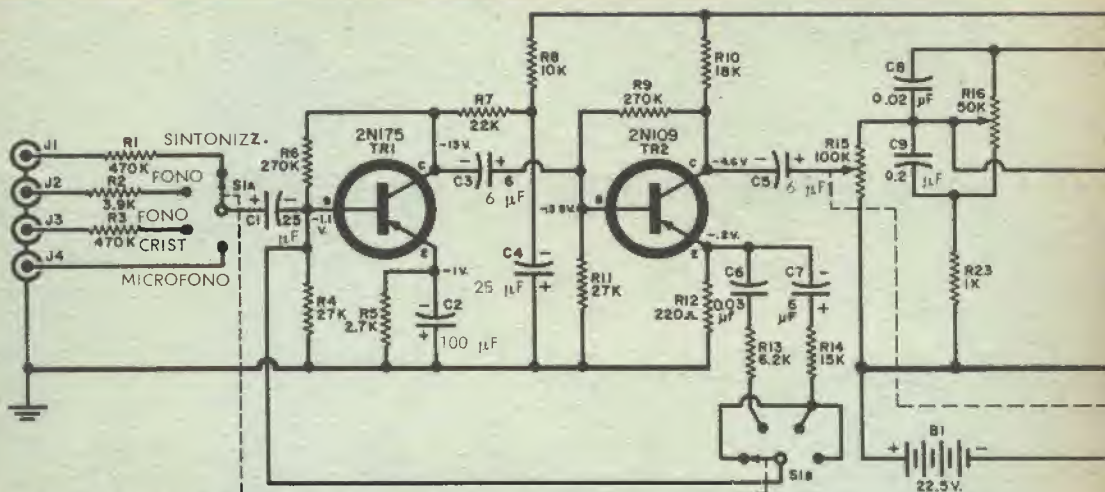 J1
R1
470K
SINTONIZZ.
J2
R2
3.9K
FONO
J3
R3
470K
FONO
CRIST
J4
MICROFONO
S1A
+ -
C1
25
µF
R6
270K
2N175
TR1
B
-1.1
V.
C
-13V.
E
-1V.
R4
27K
R5
2.7K
-
C2
+
100 µF
R7
22K
R8
10K
- +
C3
6
µF
C4 -
25 µF
+
R9
270K
R10
18K
2N109
TR2
B
C
-4.6V
E
-.2V.
R11
27K
R12
220Ω
- +
C5
6 µF
C6
0.03
µF
C7 -
6
µF
+
R13
6.2K
R14
15K
S1B
R15
100K
C8
0.02 µF
C9
0.2 µF
R16
50K
R23
1K
+ B1 -
22.5V.